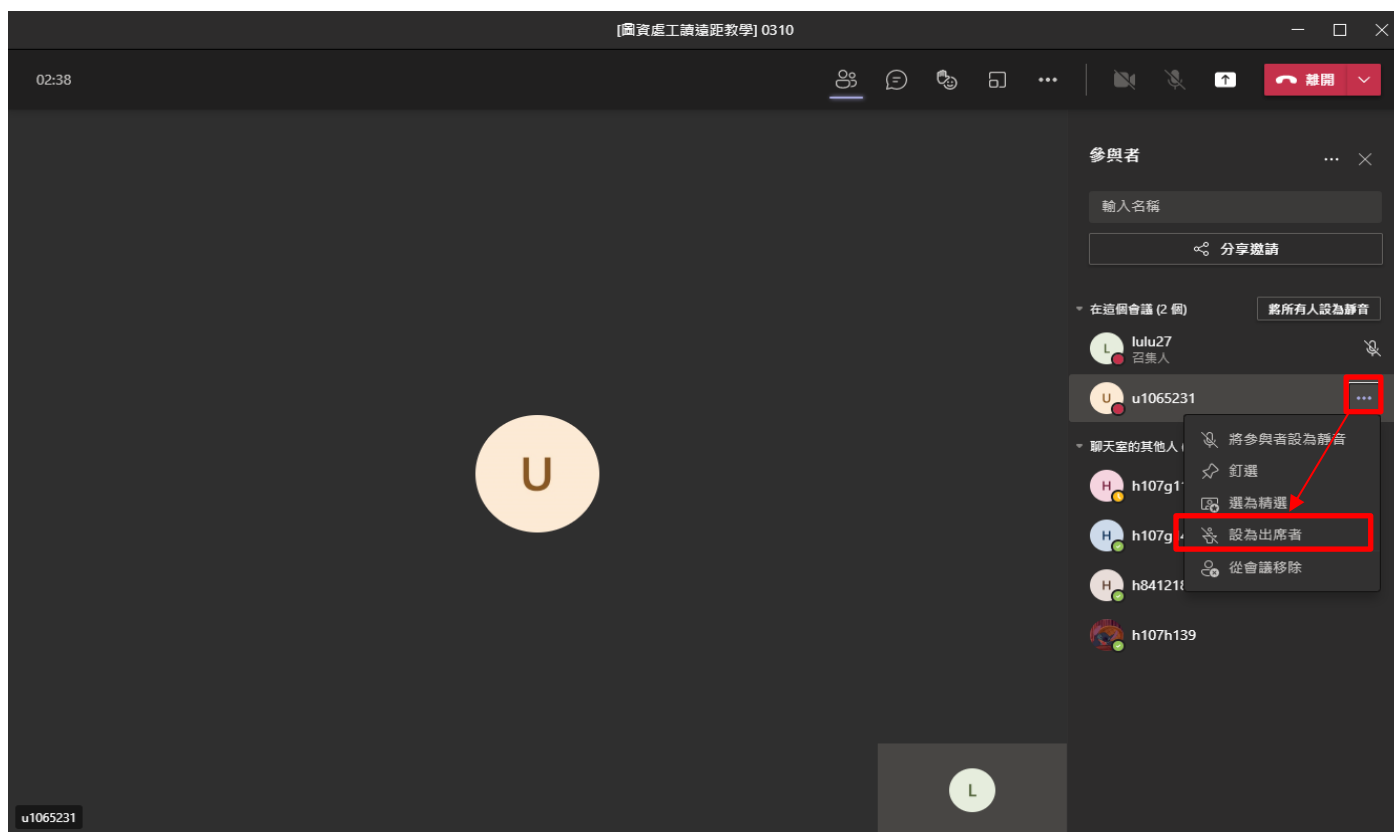 [圖資處工讀遠距教學] 0310
02:38
離開
參與者
輸入名稱
分享邀請
在這個會議 (2 個)
將所有人設為靜音
L
lulu27
召集人
U
u1065231
將參與者設為靜音
聊天室的其他人 (
釘選
H
h107g1
選為精選
H
h107g
設為出席者
從會議移除
H
h841218
h107h139
U
L
u1065231